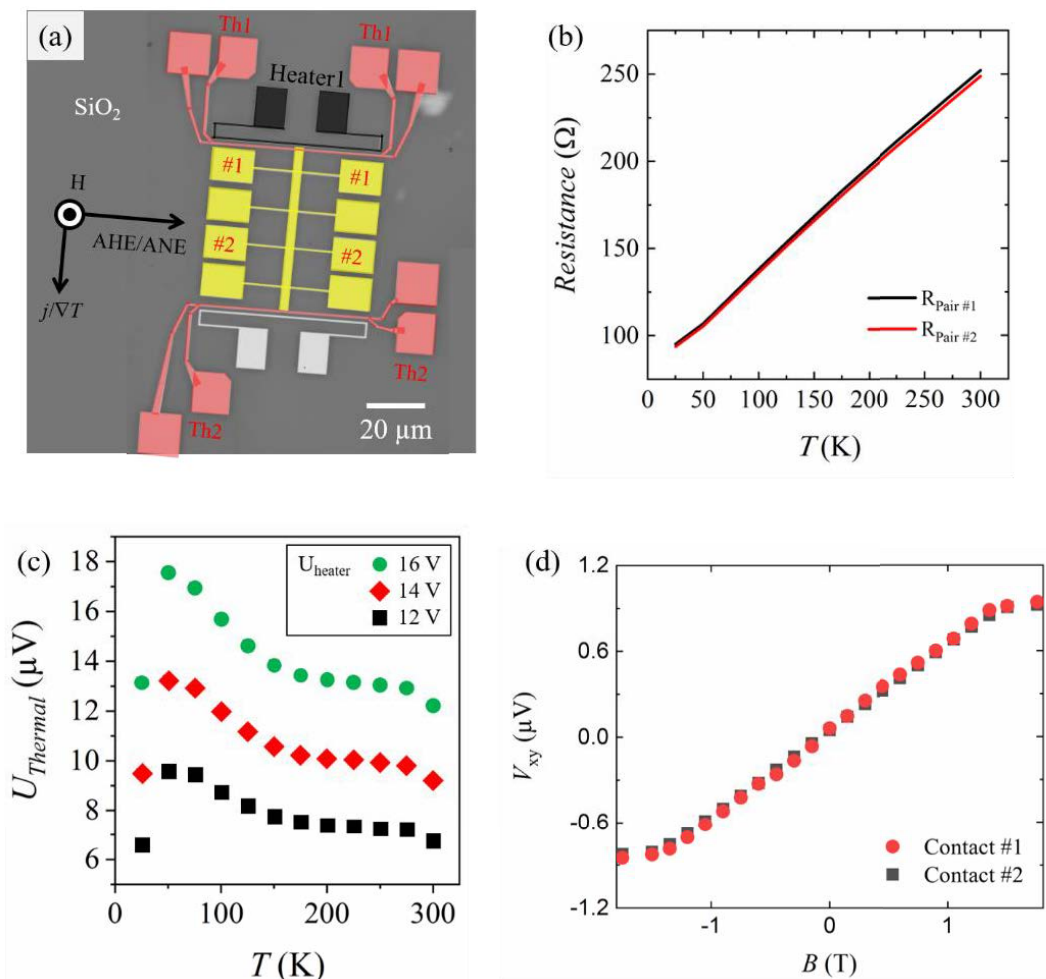 (a)
Th1
Th1
Heater1
SiO₂
#1
#1
H
AHE/ANE
#2
#2
j/∇T
Th2
Th2
20 μm
(b)
Resistance (Ω)
250
200
150
100
R_Pair #1
R_Pair #2
0
50
100
150
200
250
300
T (K)
(c)
U_Thermal (μV)
18
16
14
12
10
8
6
U_heater
16 V
14 V
12 V
0
100
200
300
T (K)
(d)
V_xy (μV)
1.2
0.6
0.0
-0.6
-1.2
Contact #1
Contact #2
-1
0
1
B (T)